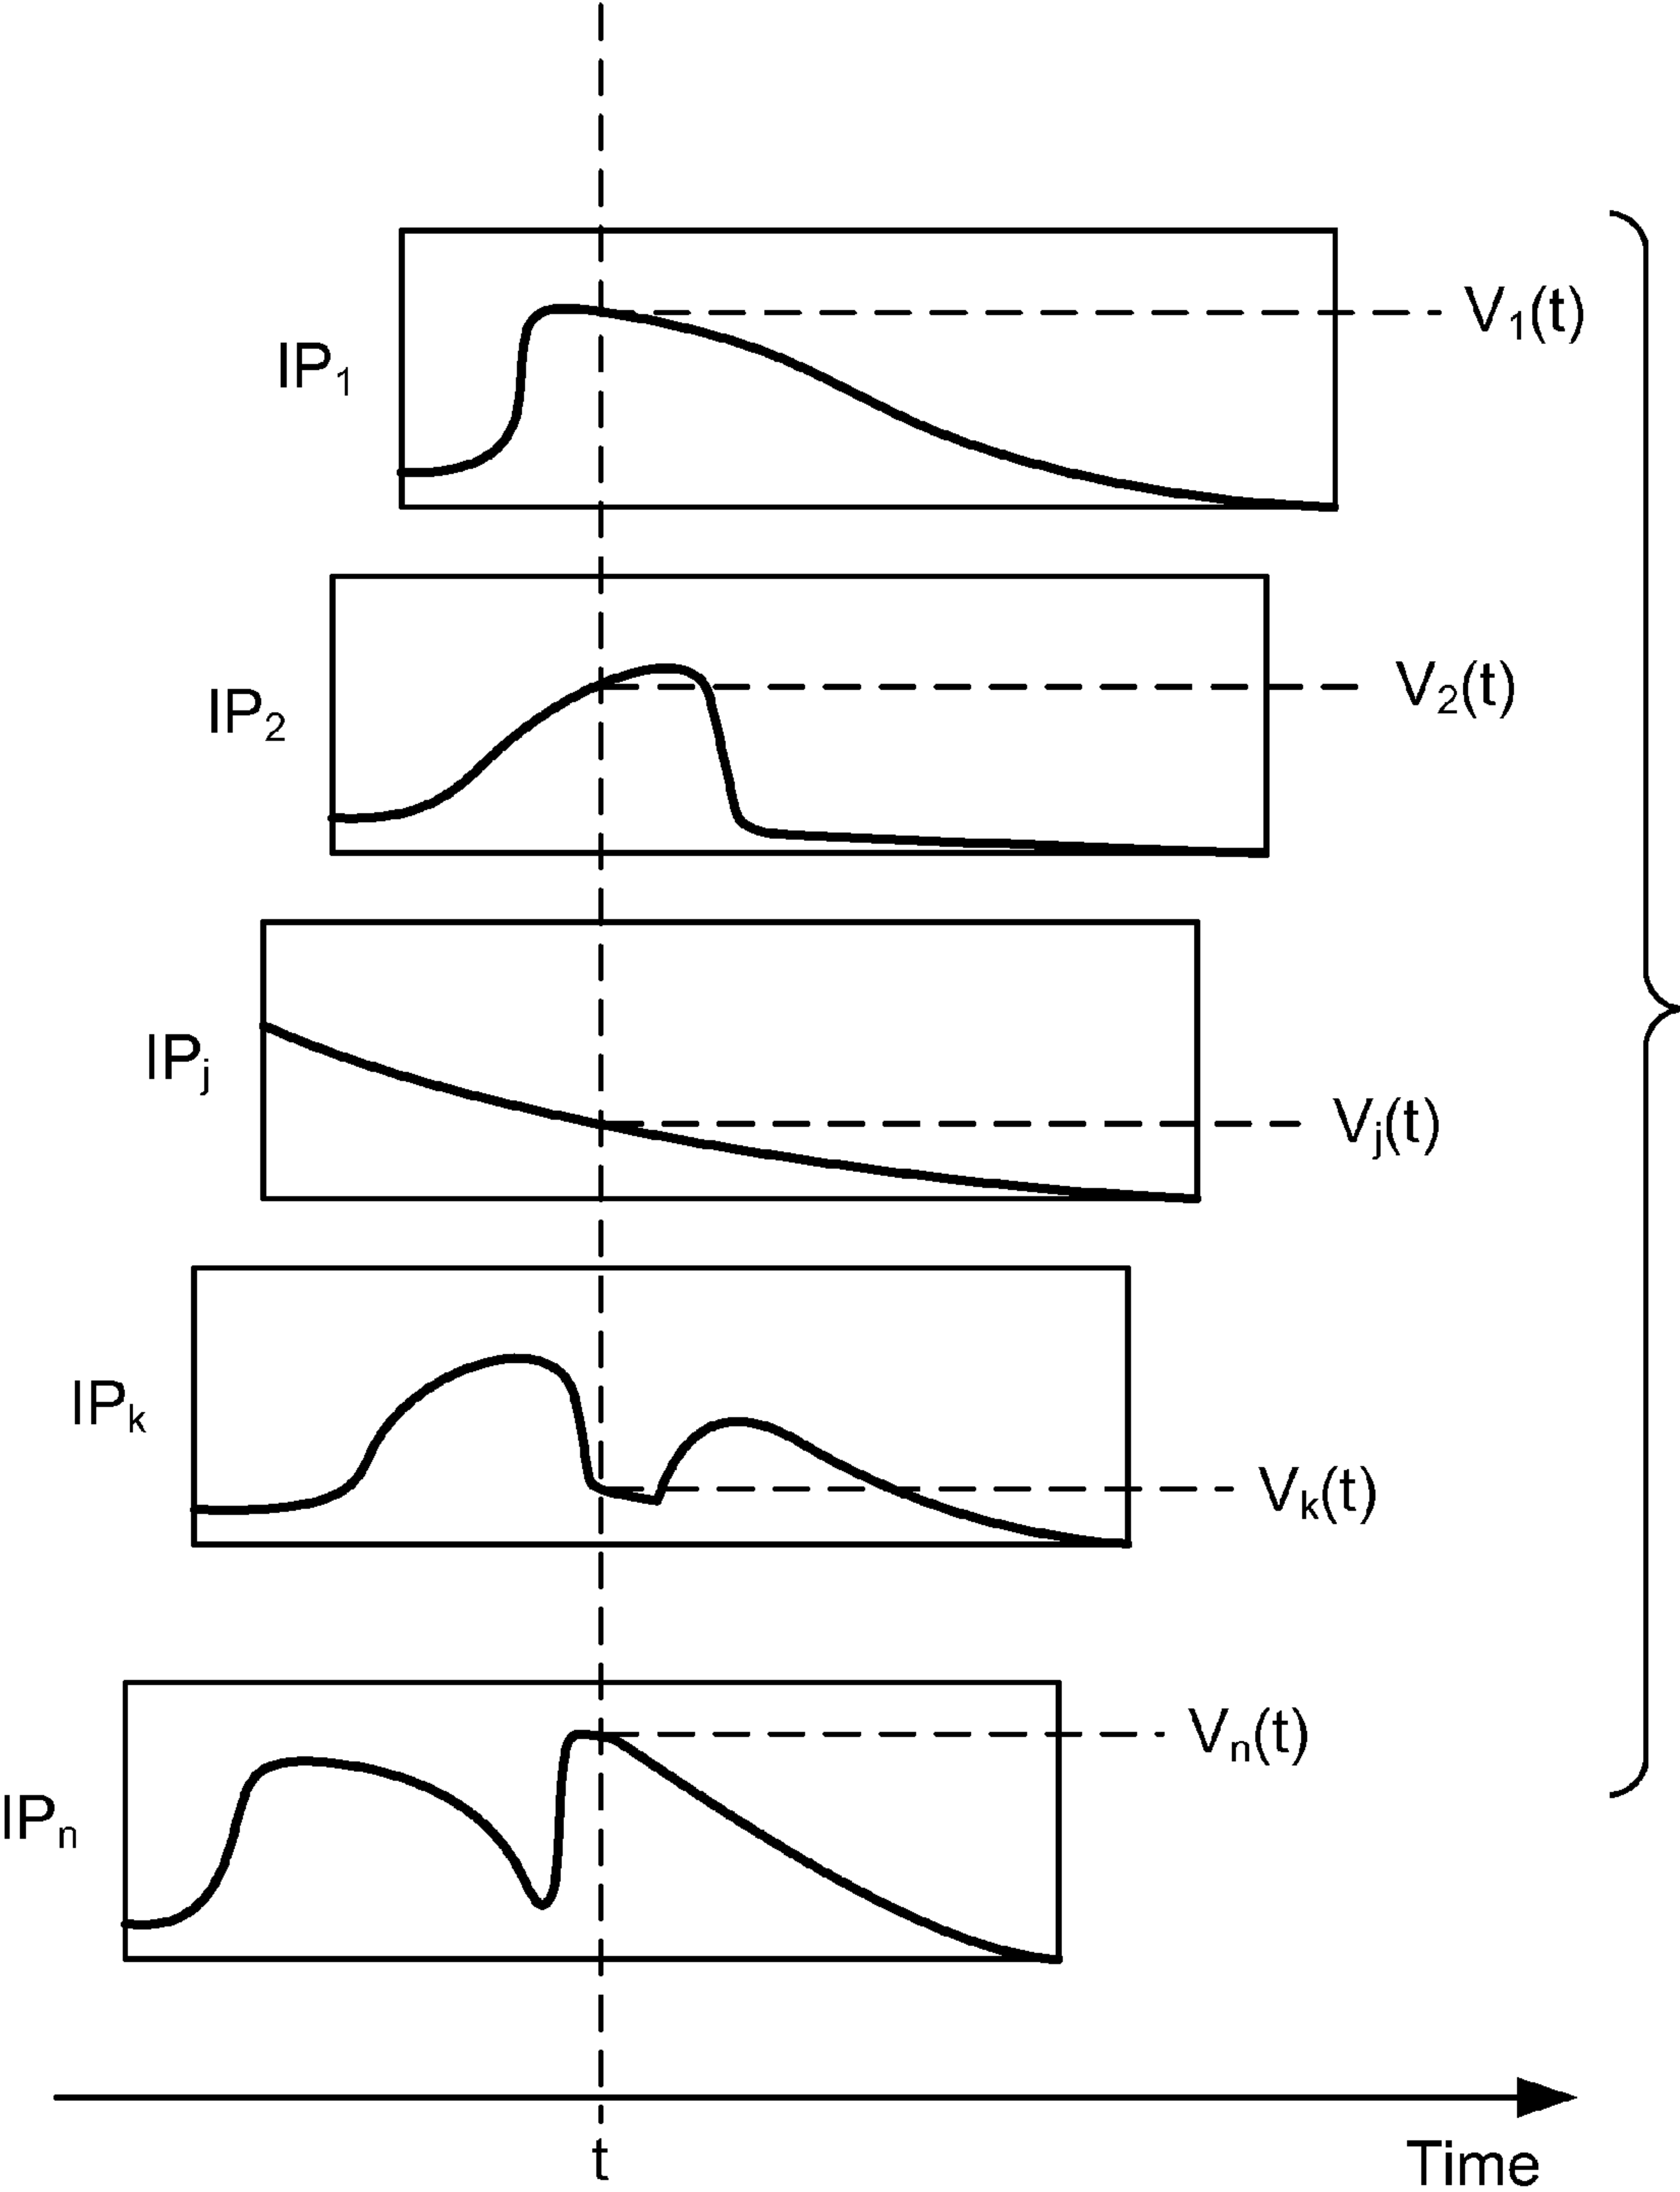 V₁(t)
IP₁
V₂(t)
IP₂
IPⱼ
Vⱼ(t)
IPₖ
Vₖ(t)
Vₙ(t)
IPₙ
t
Time